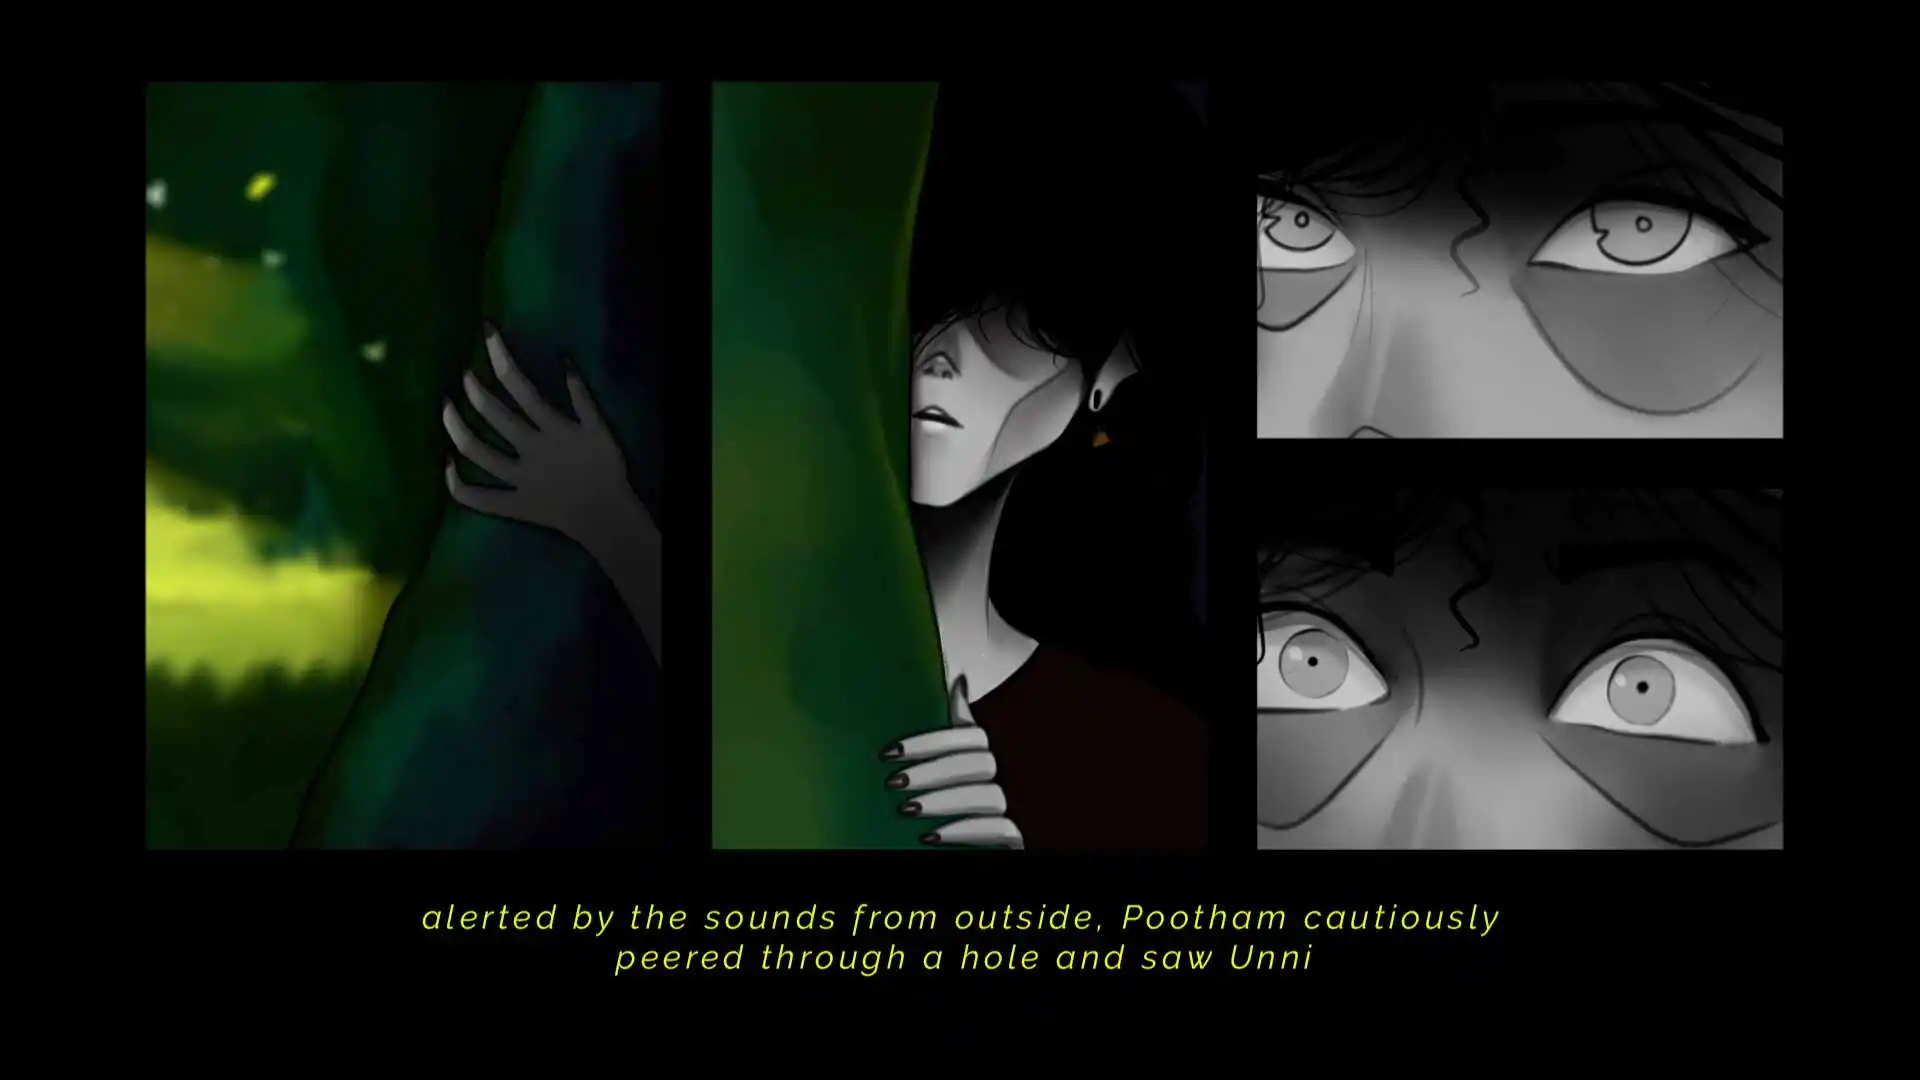 alerted by the sounds from outside, Pootham cautiously
peered through a hole and saw Unni